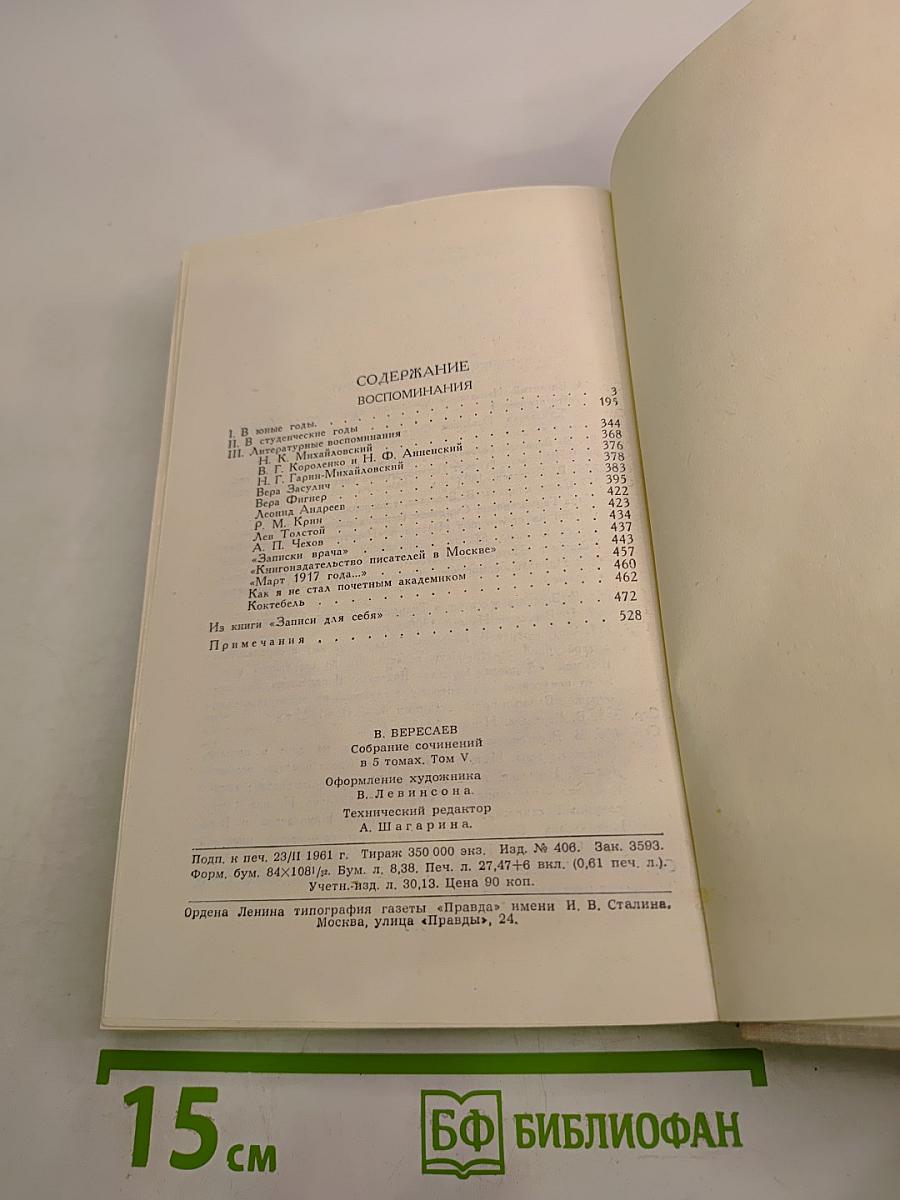 СОДЕРЖАНИЕ
ВОСПОМИНАНИЯ
I. В юные годы. . . . . . . . . . . . . . . 3
II. В студенческие годы . . . . . . . . . . . . 195
III. Литературные воспоминания
Н. К. Михайловский . . . . . . . . . . . 344
В. Г. Короленко и Н. Ф. Анненский . . . . . . 368
Н. Г. Гарин-Михайловский . . . . . . . . . 376
Вера Засулич . . . . . . . . . . . . . 378
Вера Фигнер . . . . . . . . . . . . . 383
Леонид Андреев . . . . . . . . . . . . 395
Р. М. Крин . . . . . . . . . . . . . 422
Лев Толстой . . . . . . . . . . . . . 423
А. П. Чехов . . . . . . . . . . . . . 434
«Записки врача» . . . . . . . . . . . . 437
«Книгоиздательство писателей в Москве» . . . . . 443
«Март 1917 года...» . . . . . . . . . . . 457
Как я не стал почетным академиком . . . . . . 460
Коктебель . . . . . . . . . . . . . . 462
Из книги «Записи для себя» . . . . . . . . . . 472
Примечания . . . . . . . . . . . . . . . 528
В. ВЕРЕСАЕВ
Собрание сочинений
в 5 томах. Том V.
Оформление художника
В. Левинсона.
Технический редактор
А. Шагарина.
Подп. к печ. 23/II 1961 г. Тираж 350 000 экз. Изд. № 406. Зак. 3593.
Форм. бум. 84×108¹/₃₂. Бум. л. 8,38. Печ. л. 27,47+6 вкл. (0,61 печ. л.).
Учетн.-изд. л. 30,13. Цена 90 коп.
Ордена Ленина типография газеты «Правда» имени И. В. Сталина.
Москва, улица «Правды», 24.
15 см
БФ БИБЛИОФАН